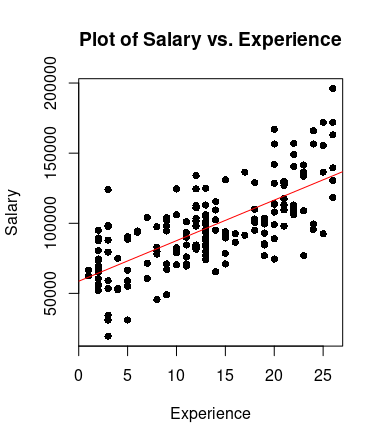 Plot of Salary vs. Experience
Salary
200000
150000
100000
50000
0 5 10 15 20 25
Experience